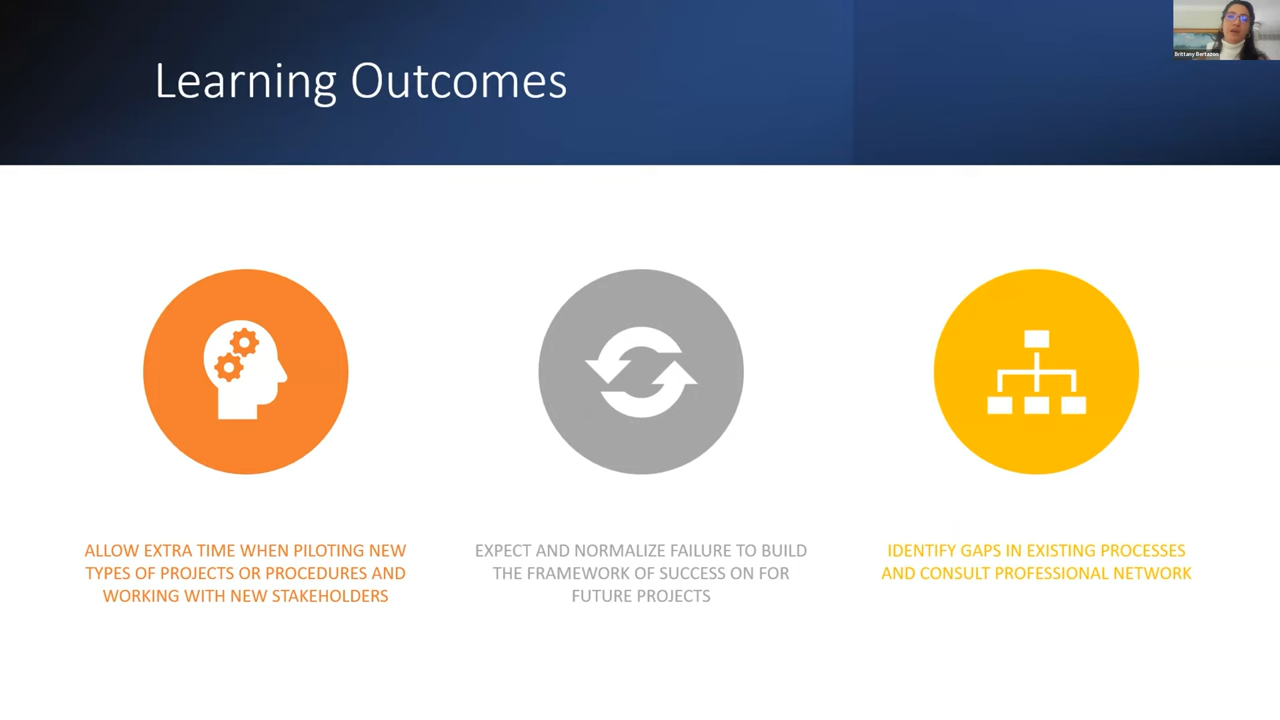 Learning Outcomes
Brittany Bertazon
ALLOW EXTRA TIME WHEN PILOTING NEW
TYPES OF PROJECTS OR PROCEDURES AND
WORKING WITH NEW STAKEHOLDERS
EXPECT AND NORMALIZE FAILURE TO BUILD
THE FRAMEWORK OF SUCCESS ON FOR
FUTURE PROJECTS
IDENTIFY GAPS IN EXISTING PROCESSES
AND CONSULT PROFESSIONAL NETWORK